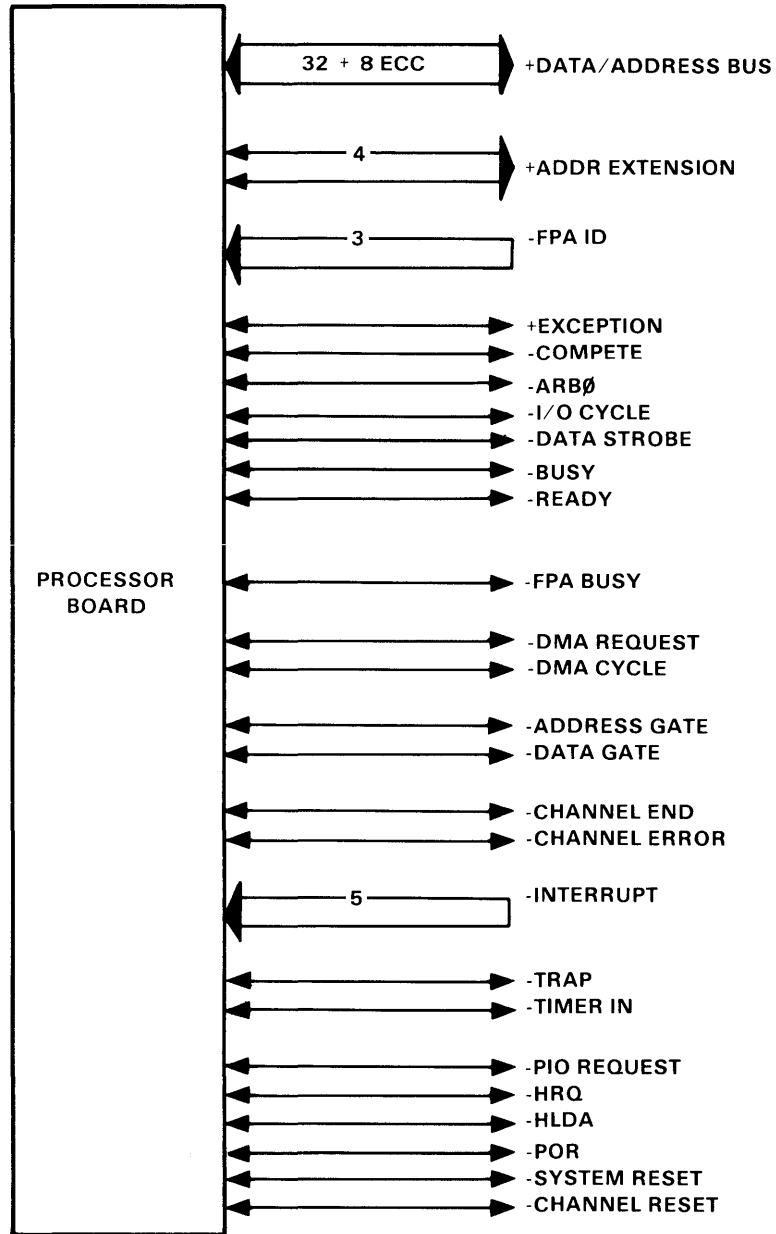 32 + 8 ECC
+DATA/ADDRESS BUS
4
+ADDR EXTENSION
3
-FPA ID
+EXCEPTION
-COMPETE
-ARBØ
-I/O CYCLE
-DATA STROBE
-BUSY
-READY
PROCESSOR
BOARD
-FPA BUSY
-DMA REQUEST
-DMA CYCLE
-ADDRESS GATE
-DATA GATE
-CHANNEL END
-CHANNEL ERROR
5
-INTERRUPT
-TRAP
-TIMER IN
-PIO REQUEST
-HRQ
-HLDA
-POR
-SYSTEM RESET
-CHANNEL RESET